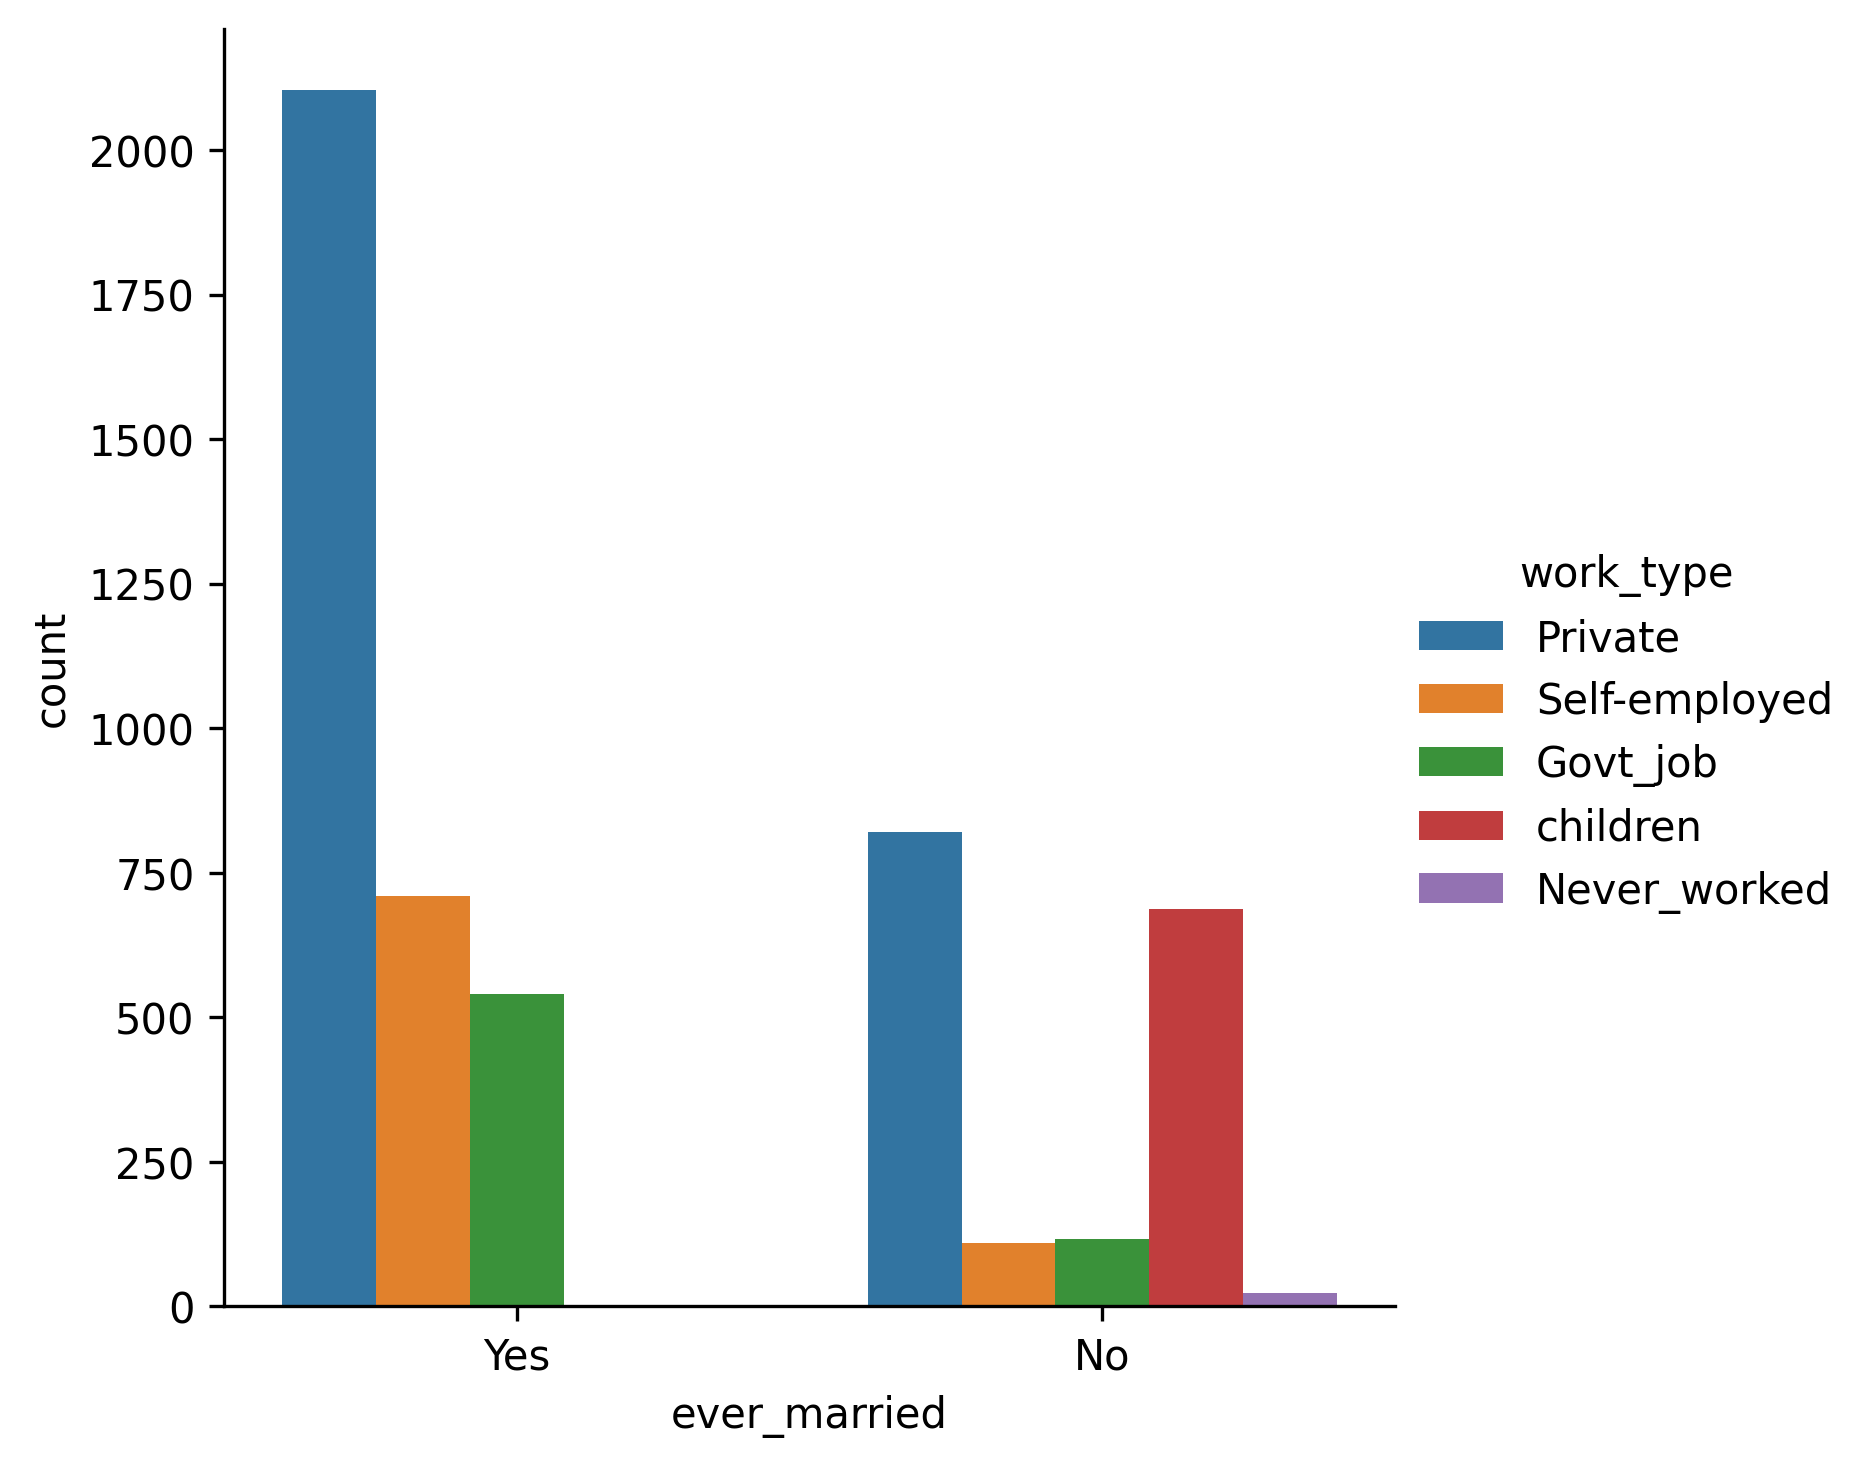 2000
1750
1500
1250
1000
750
500
250
0
count
Yes
No
ever_married
work_type
Private
Self-employed
Govt_job
children
Never_worked